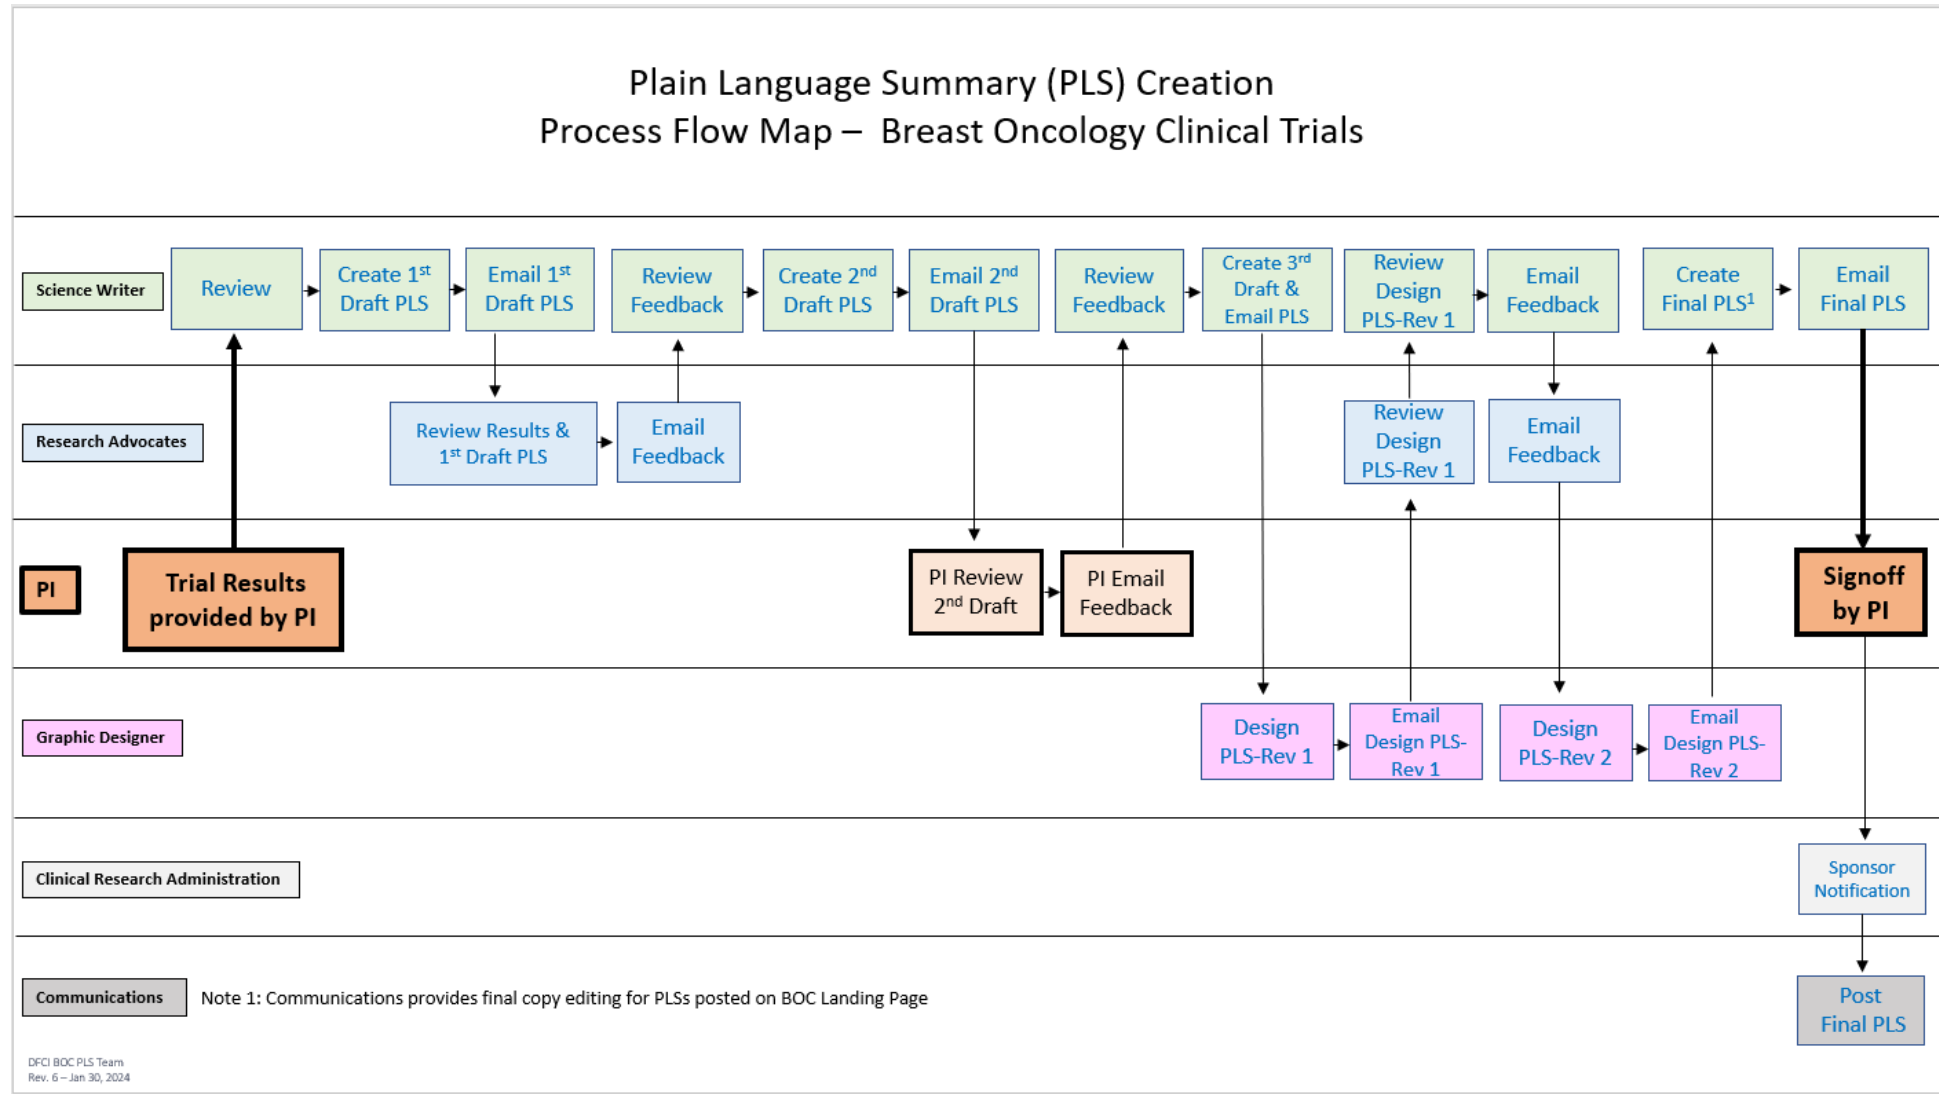 Plain Language Summary (PLS) Creation
Process Flow Map – Breast Oncology Clinical Trials
Science Writer
Review
Create 1st
Draft PLS
Email 1st
Draft PLS
Review
Feedback
Create 2nd
Draft PLS
Email 2nd
Draft PLS
Review
Feedback
Create 3rd
Draft &
Email PLS
Review
Design
PLS-Rev 1
Email
Feedback
Create
Final PLS1
Email
Final PLS
Research Advocates
Review Results &
1st Draft PLS
Email
Feedback
Review
Design
PLS-Rev 1
Email
Feedback
PI
Trial Results
provided by PI
PI Review
2nd Draft
PI Email
Feedback
Signoff
by PI
Graphic Designer
Design
PLS-Rev 1
Email
Design PLS-
Rev 1
Design
PLS-Rev 2
Email
Design PLS-
Rev 2
Clinical Research Administration
Sponsor
Notification
Communications
Note 1: Communications provides final copy editing for PLSs posted on BOC Landing Page
Post
Final PLS
DFCI BOC PLS Team
Rev. 6 – Jan 30, 2024